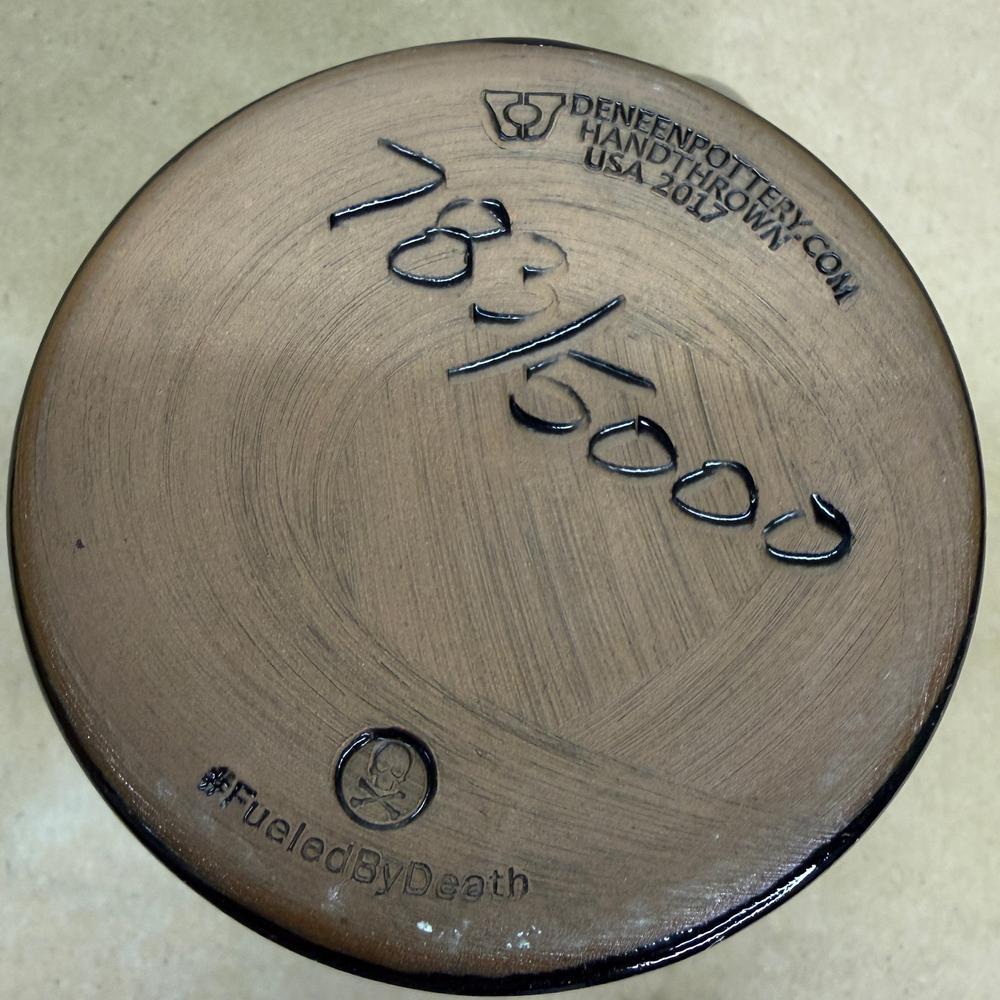 DENEENPOTTERY.COM
HANDTHROWN
USA 2017
783/5000
#FueledByDeath